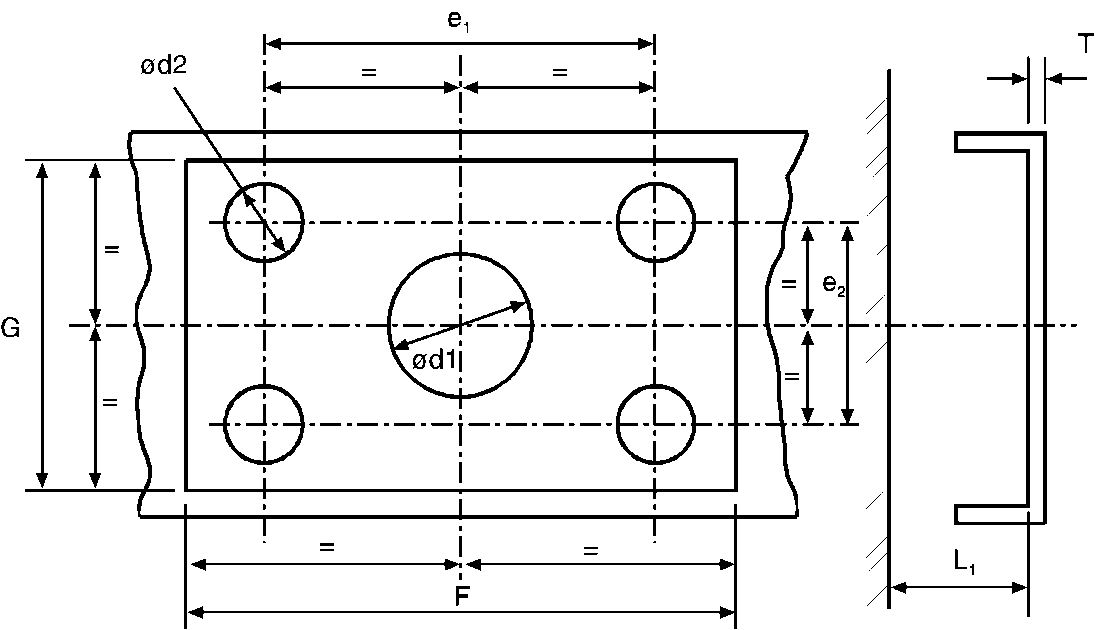 e₁
T
ød2
=
=
=
=
e₂
G
ød1
=
=
=
=
L₁
F